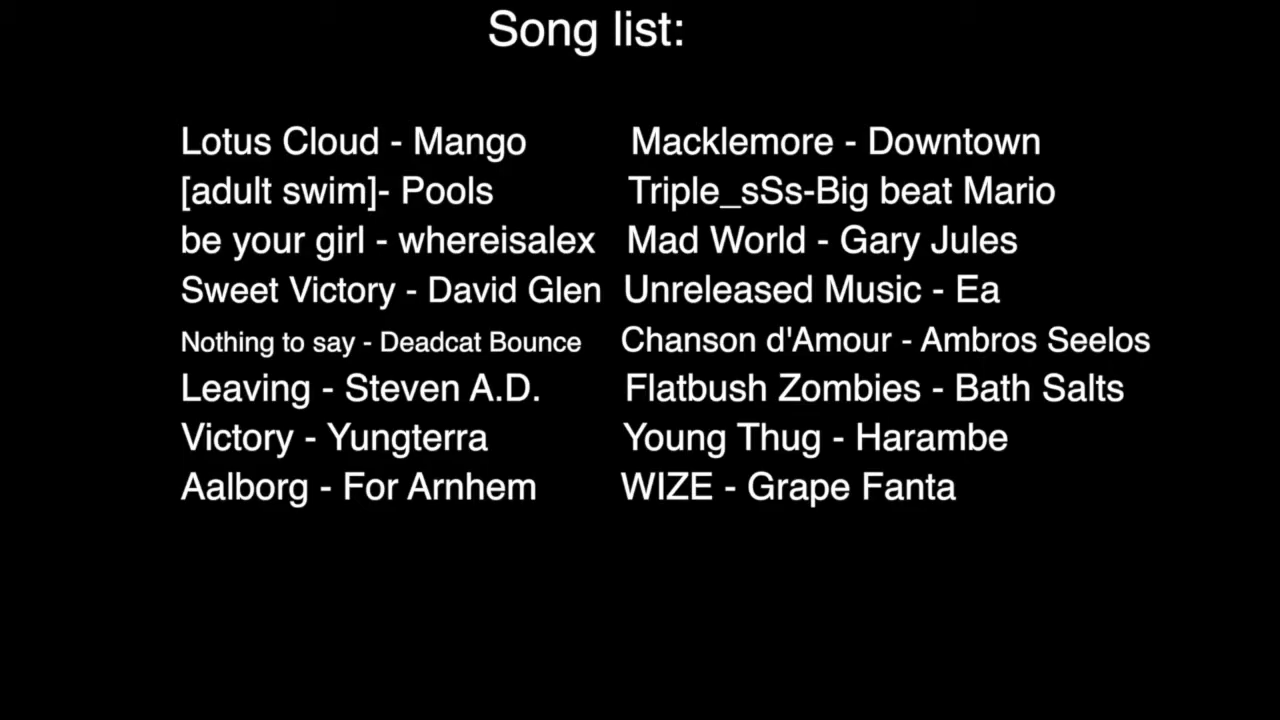 Song list:
Lotus Cloud - Mango
[adult swim]- Pools
be your girl - whereisalex
Sweet Victory - David Glen
Nothing to say - Deadcat Bounce
Leaving - Steven A.D.
Victory - Yungterra
Aalborg - For Arnhem
Macklemore - Downtown
Triple_sSs-Big beat Mario
Mad World - Gary Jules
Unreleased Music - Ea
Chanson d'Amour - Ambros Seelos
Flatbush Zombies - Bath Salts
Young Thug - Harambe
WIZE - Grape Fanta